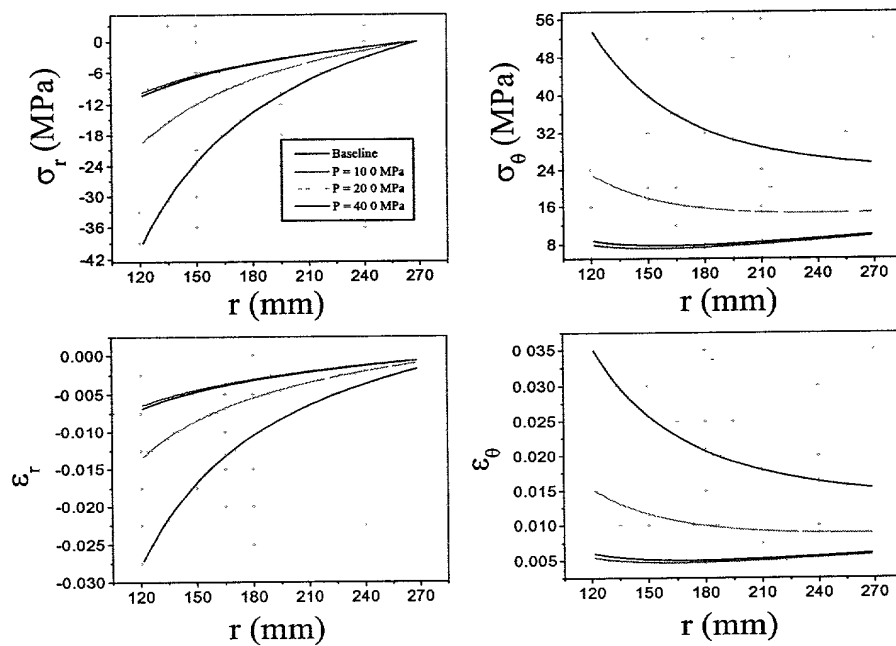 0
-6
-12
-18
-24
-30
-36
-42
σr (MPa)
Baseline
P = 10 0 MPa
P = 20 0 MPa
P = 40 0 MPa
120 150 180 210 240 270
r (mm)
56
48
40
32
24
16
8
σθ (MPa)
120 150 180 210 240 270
r (mm)
0.000
-0.005
-0.010
-0.015
-0.020
-0.025
-0.030
εr
120 150 180 210 240 270
r (mm)
0 035
0.030
0.025
0.020
0.015
0.010
0.005
εθ
120 150 180 210 240 270
r (mm)